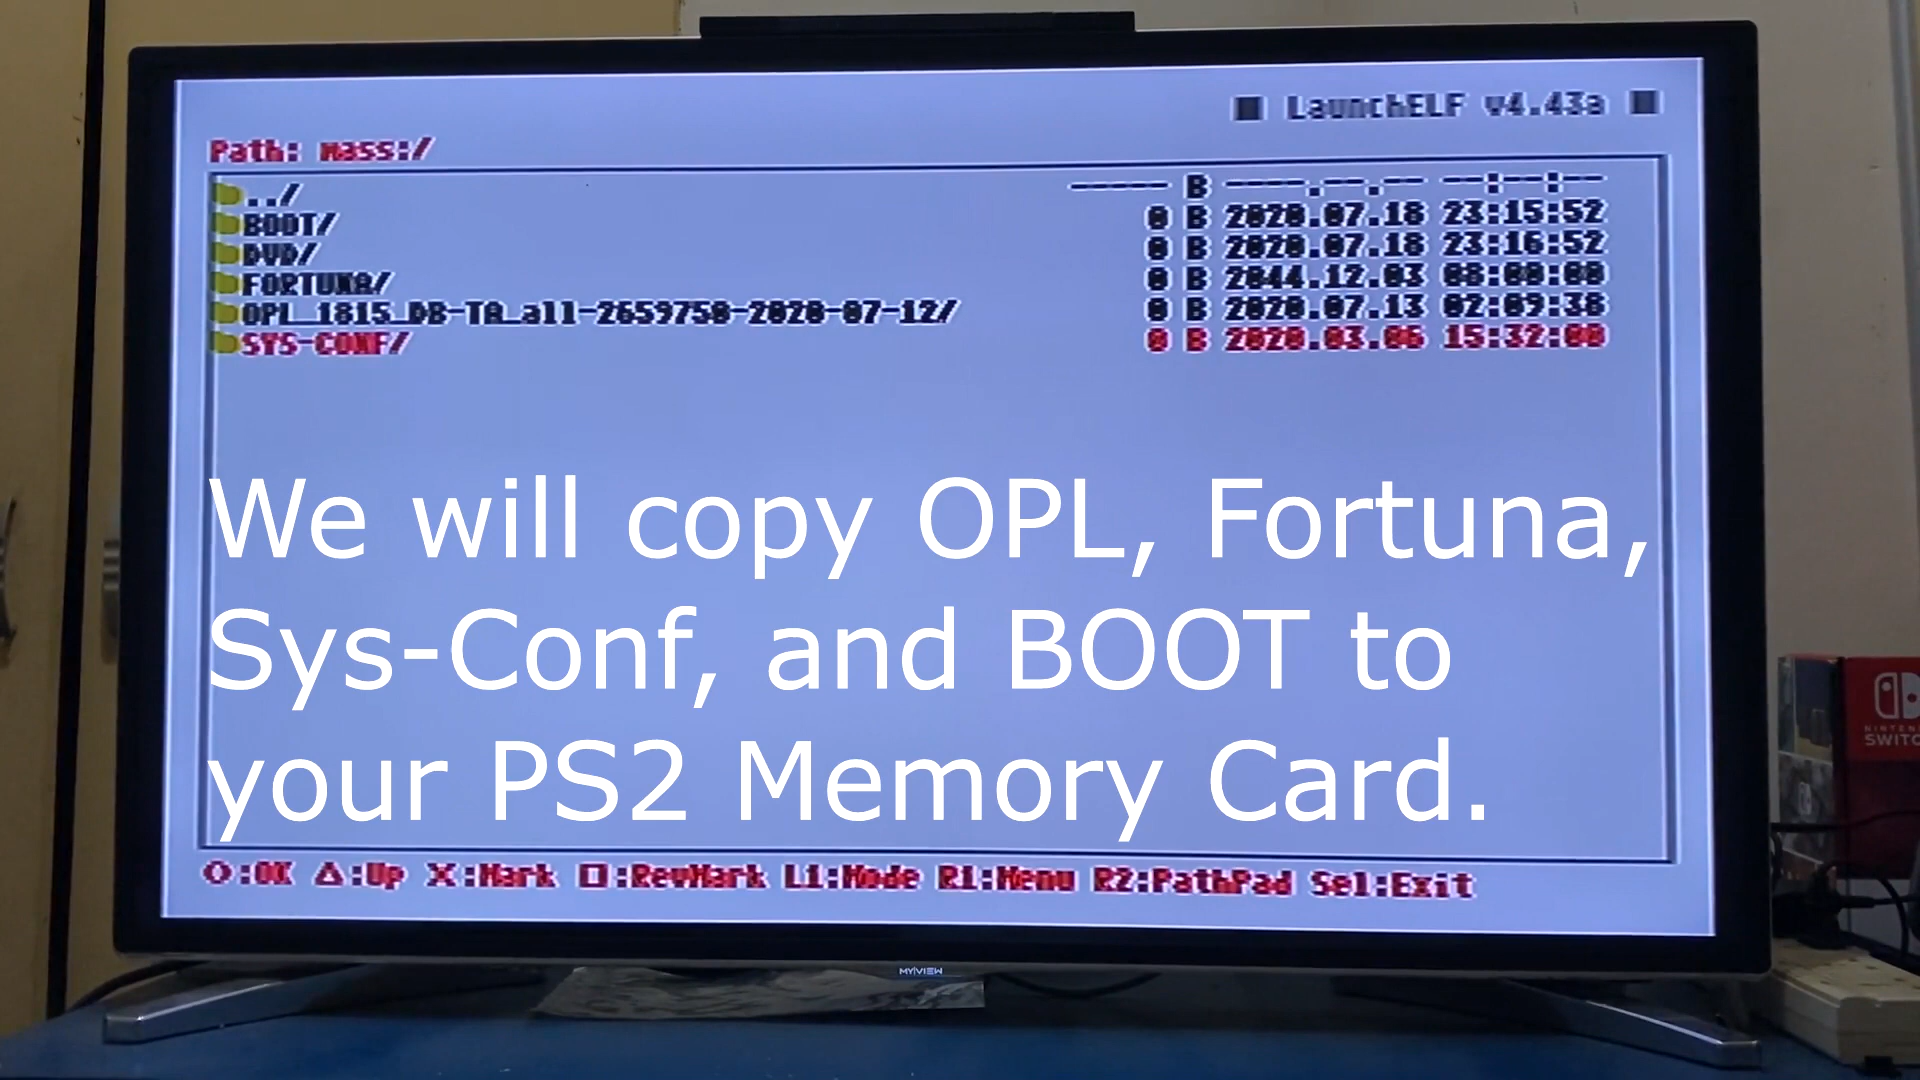 LaunchELF v4.43a
Path: mass:/
../ ----- B ----.--.-- --:--:--
BOOT/ 0 B 2020.07.18 23:15:52
DVD/ 0 B 2020.07.18 23:16:52
FORTUNA/ 0 B 2044.12.03 08:00:00
OPL_1815_DB-TA_all-2659750-2020-07-12/ 0 B 2020.07.13 02:09:38
SYS-CONF/ 0 B 2020.03.06 15:32:00
We will copy OPL, Fortuna,
Sys-Conf, and BOOT to
your PS2 Memory Card.
O:OK △:Up X:Mark □:RevMark L1:Mode R1:Menu R2:PathPad Sel:Exit
MYVIEW
NINTENDO
SWITC